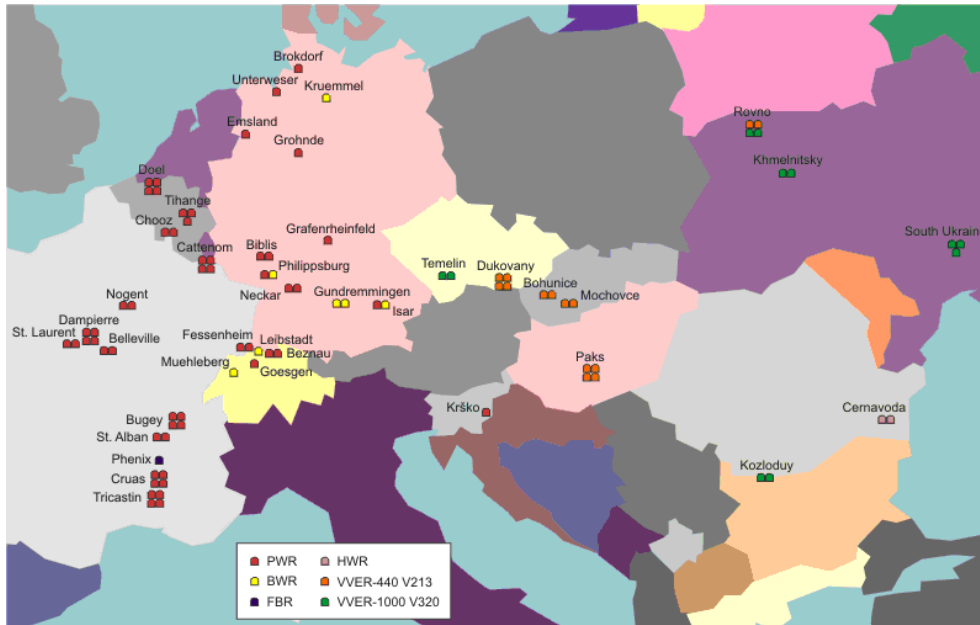 Brokdorf
Unterweser
Kruemmel
Emsland
Rovno
Grohnde
Khmelnitsky
Doel
Tihange
Chooz
South Ukrain
Grafenrheinfeld
Cattenom
Biblis
Philippsburg
Temelin
Dukovany
Bohunice
Neckar
Mochovce
Nogent
Gundremmingen
Isar
Dampierre
St. Laurent
Belleville
Fessenheim
Leibstadt
Beznau
Muehleberg
Goesgen
Paks
Krško
Cernavoda
Bugey
St. Alban
Phenix
Kozloduy
Cruas
Tricastin
PWR HWR
BWR VVER-440 V213
FBR VVER-1000 V320